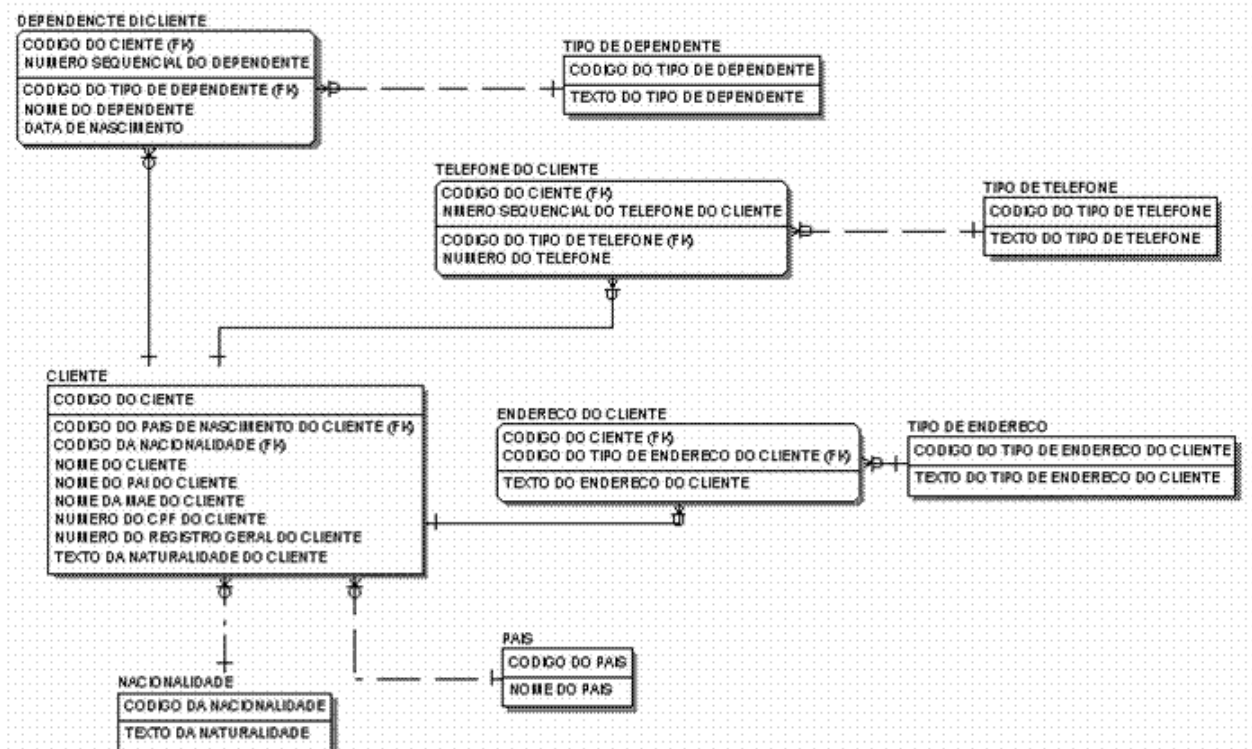 DEPENDENCTE DICLIENTE
CODIGO DO CIENTE (FK)
NUMERO SEQUENCIAL DO DEPENDENTE
CODIGO DO TIPO DE DEPENDENTE (FK)
NOME DO DEPENDENTE
DATA DE NASCIMENTO
TIPO DE DEPENDENTE
CODIGO DO TIPO DE DEPENDENTE
TEXTO DO TIPO DE DEPENDENTE
TELEFONE DO CLIENTE
CODIGO DO CIENTE (FK)
NMERO SEQUENCIAL DO TELEFONE DO CLIENTE
CODIGO DO TIPO DE TELEFONE (FK)
NUMERO DO TELEFONE
TIPO DE TELEFONE
CODIGO DO TIPO DE TELEFONE
TEXTO DO TIPO DE TELEFONE
CLIENTE
CODIGO DO CIENTE
CODIGO DO PAIS DE NASCIMENTO DO CLIENTE (FK)
CODIGO DA NACIONALIDADE (FK)
NOME DO CLIENTE
NOME DO PAI DO CLIENTE
NOME DA MAE DO CLIENTE
NUMERO DO CPF DO CLIENTE
NUMERO DO REGISTRO GERAL DO CLIENTE
TEXTO DA NATURALIDADE DO CLIENTE
ENDERECO DO CLIENTE
CODIGO DO CIENTE (FK)
CODIGO DO TIPO DE ENDERECO DO CLIENTE (FK)
TEXTO DO ENDERECO DO CLIENTE
TIPO DE ENDERECO
CODIGO DO TIPO DE ENDERECO DO CLIENTE
TEXTO DO TIPO DE ENDERECO DO CLIENTE
PAIS
CODIGO DO PAIS
NOME DO PAIS
NACIONALIDADE
CODIGO DA NACIONALIDADE
TEXTO DA NATURALIDADE